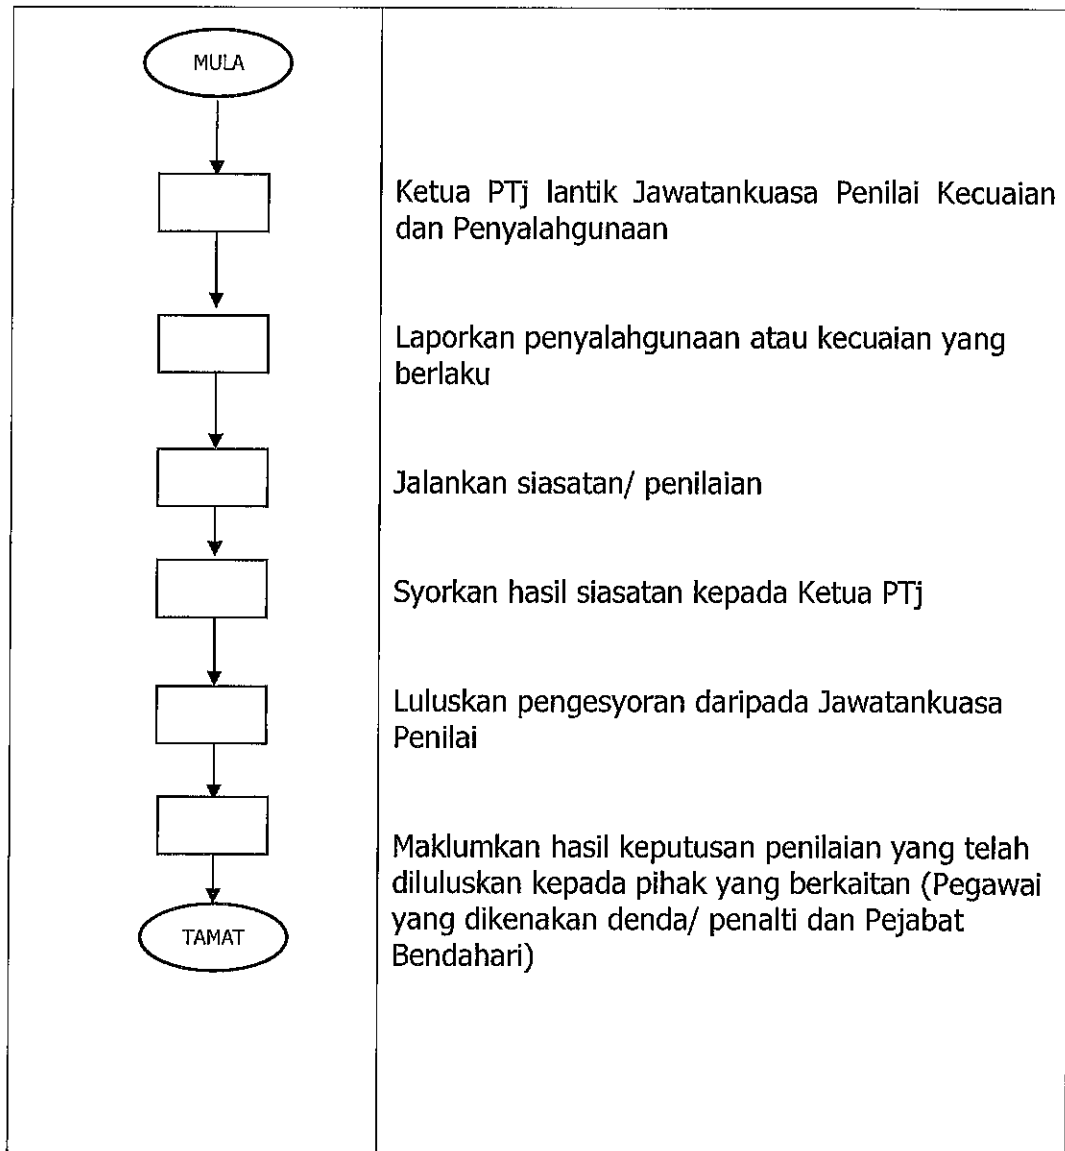 MULA
Ketua PTj lantik Jawatankuasa Penilai Kecuaian
dan Penyalahgunaan
Laporkan penyalahgunaan atau kecuaian yang
berlaku
Jalankan siasatan/ penilaian
Syorkan hasil siasatan kepada Ketua PTj
Luluskan pengesyoran daripada Jawatankuasa
Penilai
Maklumkan hasil keputusan penilaian yang telah
diluluskan kepada pihak yang berkaitan (Pegawai
yang dikenakan denda/ penalti dan Pejabat
Bendahari)
TAMAT